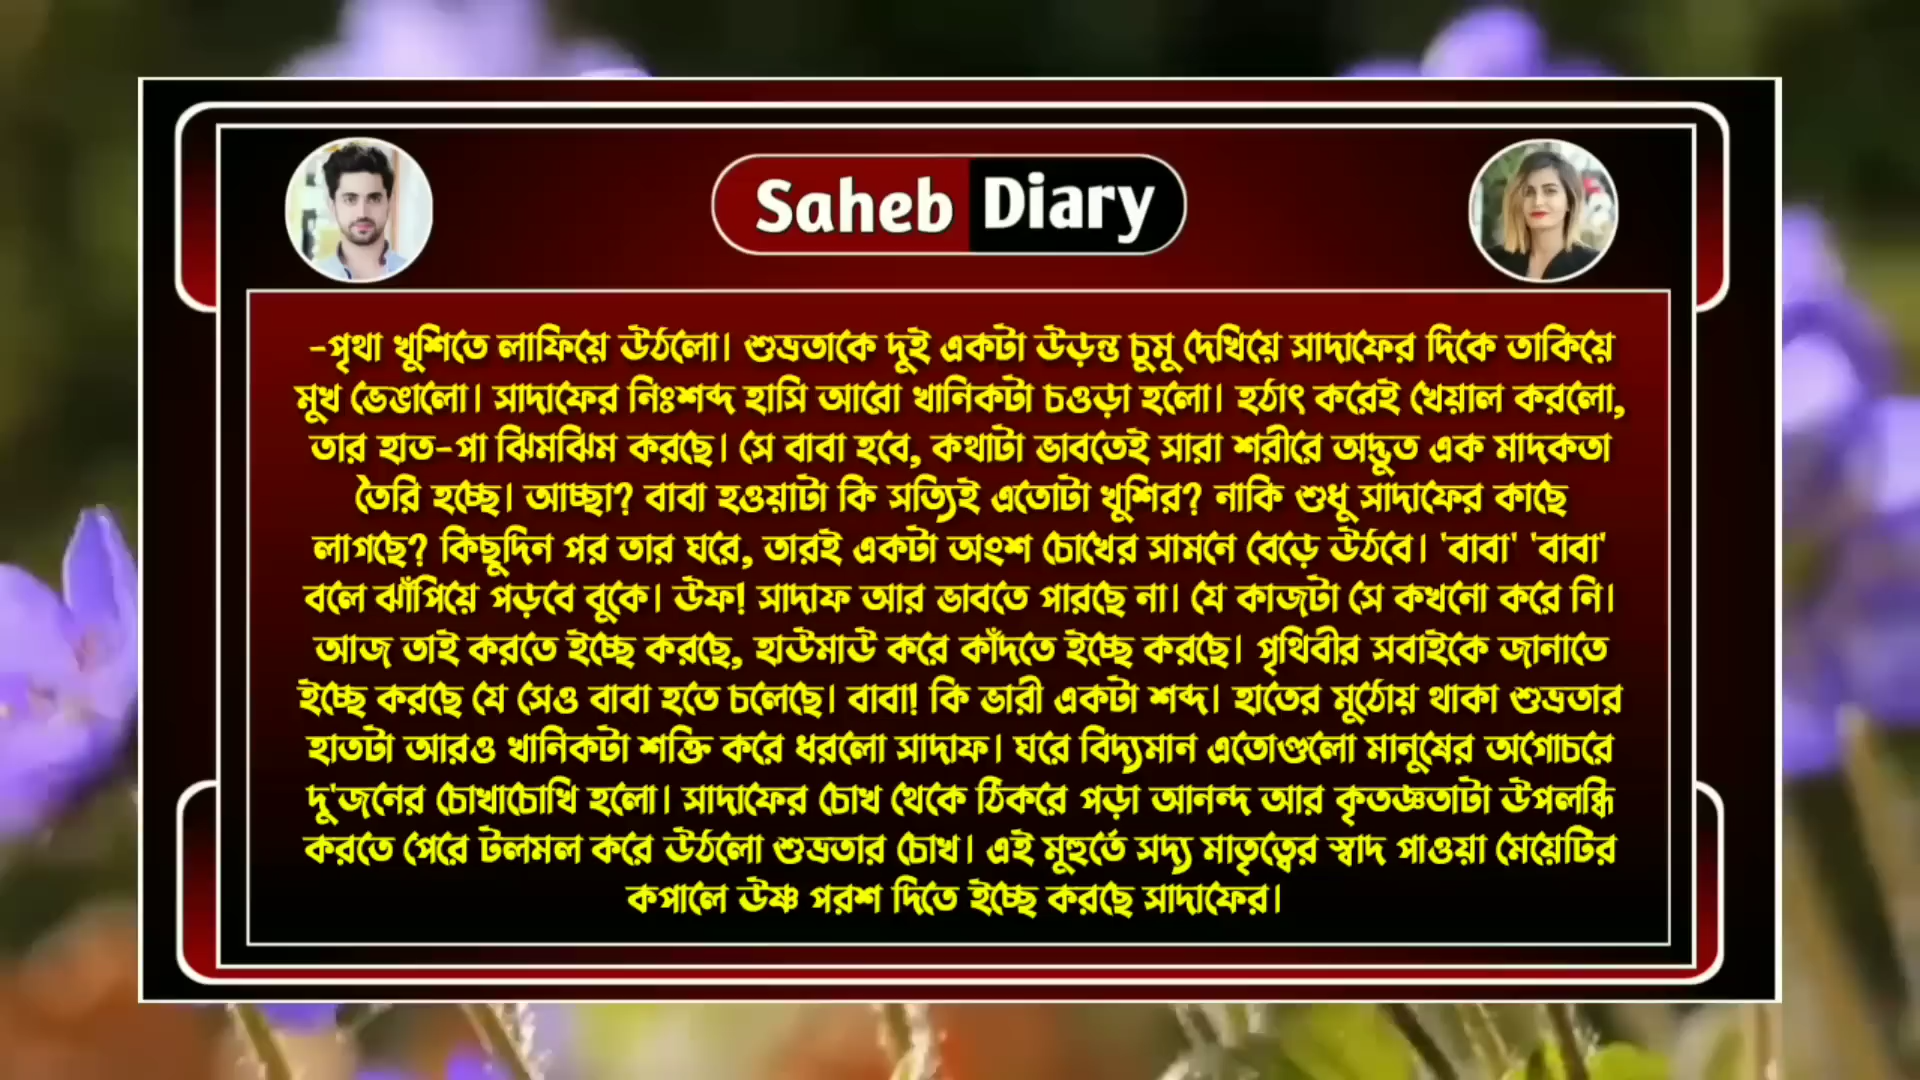 Saheb Diary
-পৃথা খুশিতে লাফিয়ে উঠলো। শুভ্রতাকে দুই একটা উড়ন্ত চুমু দেখিয়ে সাদাফের দিকে তাকিয়ে
মুখ ভেঙালো। সাদাফের নিঃশব্দ হাসি আরো খানিকটা চওড়া হলো। হঠাৎ করেই খেয়াল করলো,
তার হাত-পা ঝিমঝিম করছে। সে বাবা হবে, কথাটা ভাবতেই সারা শরীরে অদ্ভুত এক মাদকতা
তৈরি হচ্ছে। আচ্ছা? বাবা হওয়াটা কি সত্যিই এতোটা খুশির? নাকি শুধু সাদাফের কাছে
লাগছে? কিছুদিন পর তার ঘরে, তারই একটা অংশ চোখের সামনে বেড়ে উঠবে। 'বাবা' 'বাবা'
বলে ঝাঁপিয়ে পড়বে বুকে। উফ! সাদাফ আর ভাবতে পারছে না। যে কাজটা সে কখনো করে নি।
আজ তাই করতে ইচ্ছে করছে, হাউমাউ করে কাঁদতে ইচ্ছে করছে। পৃথিবীর সবাইকে জানাতে
ইচ্ছে করছে যে সেও বাবা হতে চলেছে। বাবা! কি ভারী একটা শব্দ। হাতের মুঠোয় থাকা শুভ্রতার
হাতটা আরও খানিকটা শক্তি করে ধরলো সাদাফ। ঘরে বিদ্যমান এতোগুলো মানুষের অগোচরে
দু'জনের চোখাচোখি হলো। সাদাফের চোখ থেকে ঠিকরে পড়া আনন্দ আর কৃতজ্ঞতাটা উপলব্ধি
করতে পেরে টলমল করে উঠলো শুভ্রতার চোখ। এই মুহুর্তে সদ্য মাতৃত্বের স্বাদ পাওয়া মেয়েটির
কপালে উষ্ণ পরশ দিতে ইচ্ছে করছে সাদাফের।